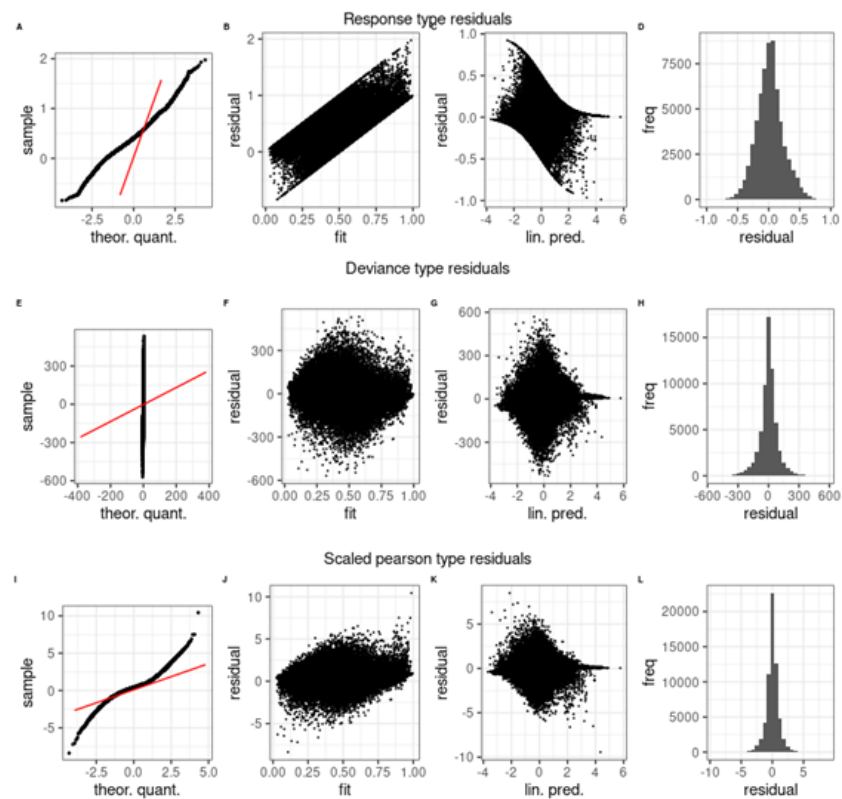 Response type residuals
A B C D
sample
2
1
0
-2.5 0.0 2.5
theor. quant.
residual
2
1
0
0.00 0.25 0.50 0.75 1.00
fit
residual
1.0
0.5
0.0
-0.5
-1.0
-4 -2 0 2 4 6
lin. pred.
freq
7500
5000
2500
0
-1.0 -0.5 0.0 0.5 1.0
residual
Deviance type residuals
E F G H
sample
300
0
-300
-600
-400 -200 0 200 400
theor. quant.
residual
300
0
-300
-600
0.00 0.25 0.50 0.75 1.00
fit
residual
600
300
0
-300
-4 -2 0 2 4 6
lin. pred.
freq
15000
10000
5000
0
-600 -300 0 300 600
residual
Scaled pearson type residuals
I J K L
sample
10
5
0
-5
-2.5 0.0 2.5 5.0
theor. quant.
residual
10
5
0
-5
0.00 0.25 0.50 0.75 1.00
fit
residual
5
0
-5
-10
-4 -2 0 2 4 6
lin. pred.
freq
20000
15000
10000
5000
0
-10 -5 0 5
residual